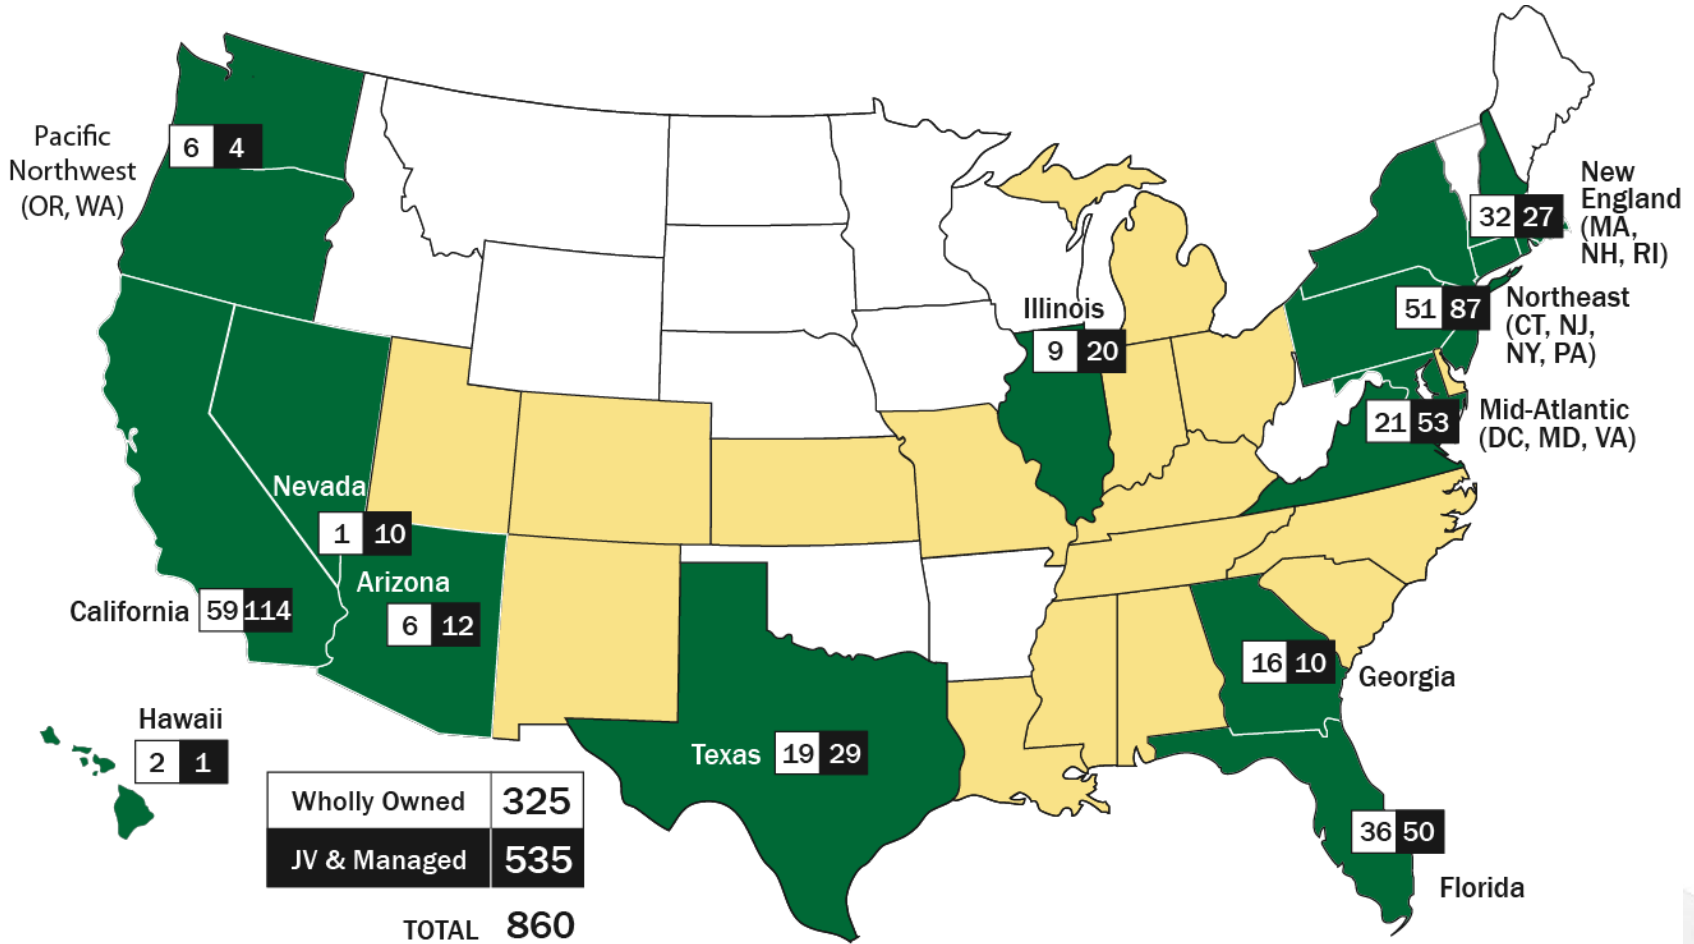 Pacific
Northwest
(OR, WA)
6 4
New
England
(MA,
NH, RI)
32 27
Illinois
9 20
Northeast
(CT, NJ,
NY, PA)
51 87
Mid-Atlantic
(DC, MD, VA)
21 53
Nevada
1 10
Arizona
6 12
California 59 114
16 10
Georgia
Hawaii
2 1
Texas 19 29
Wholly Owned 325
JV & Managed 535
TOTAL 860
36 50
Florida